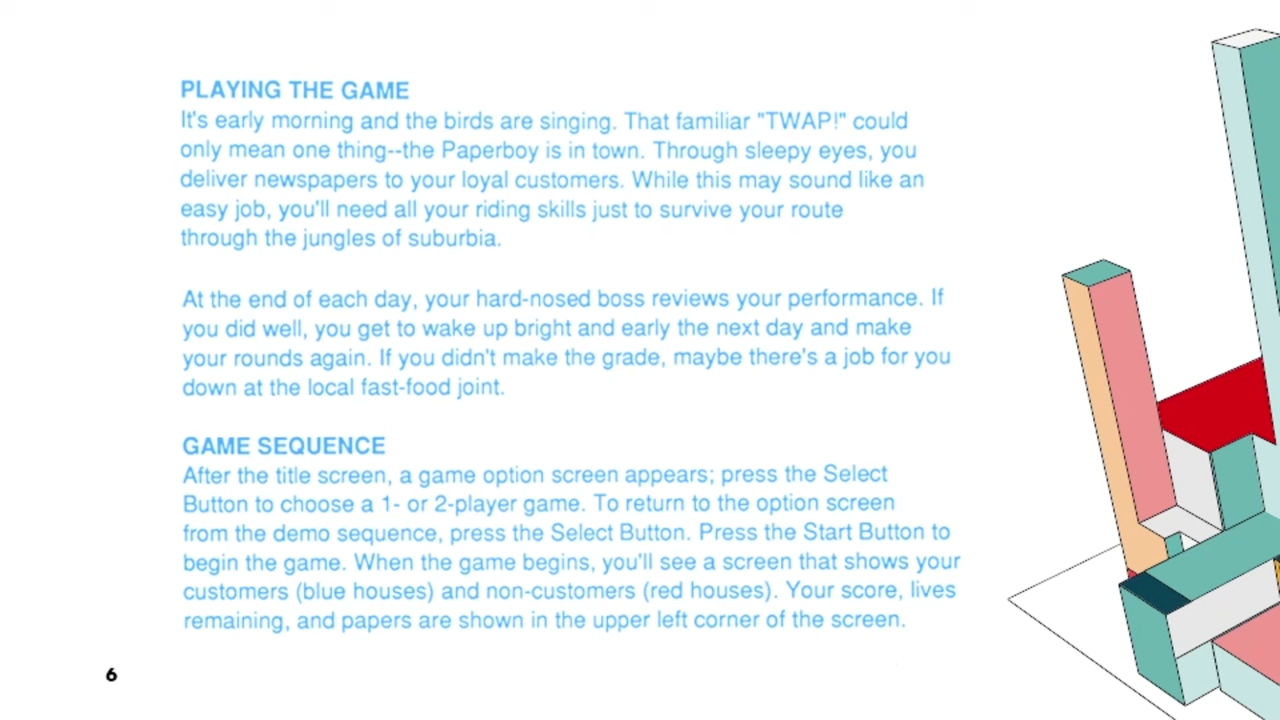 PLAYING THE GAME
It's early morning and the birds are singing. That familiar "TWAP!" could
only mean one thing--the Paperboy is in town. Through sleepy eyes, you
deliver newspapers to your loyal customers. While this may sound like an
easy job, you'll need all your riding skills just to survive your route
through the jungles of suburbia.
At the end of each day, your hard-nosed boss reviews your performance. If
you did well, you get to wake up bright and early the next day and make
your rounds again. If you didn't make the grade, maybe there's a job for you
down at the local fast-food joint.
GAME SEQUENCE
After the title screen, a game option screen appears; press the Select
Button to choose a 1- or 2-player game. To return to the option screen
from the demo sequence, press the Select Button. Press the Start Button to
begin the game. When the game begins, you'll see a screen that shows your
customers (blue houses) and non-customers (red houses). Your score, lives
remaining, and papers are shown in the upper left corner of the screen.
6